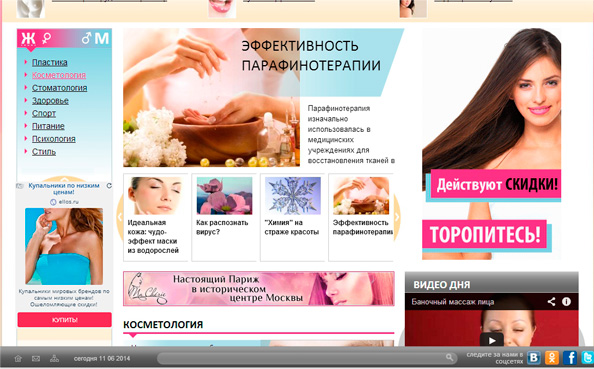 Ж М
Пластика
Косметология
Стоматология
Здоровье
Спорт
Питание
Психология
Стиль
Купальники по низким
ценам!
ellos.ru
Купальники мировых брендов по
самым низким ценам!
Ошеломляющие скидки!
КУПИТЬ
ЭФФЕКТИВНОСТЬ
ПАРАФИНОТЕРАПИИ
Парафинотерапия
изначально
использовалась в
медицинских
учреждениях для
восстановления тканей в
Идеальная
кожа: чудо-
эффект маски
из водорослей
Как распознать
вирус?
"Химия" на
страже красоты
Эффективность
парафинотерапии
Настоящий Париж
в историческом
центре Москвы
КОСМЕТОЛОГИЯ
Действуют СКИДКИ!
ТОРОПИТЕСЬ!
ВИДЕО ДНЯ
Баночный массаж лица
сегодня 11 06 2014
следите за нами в
соцсетях